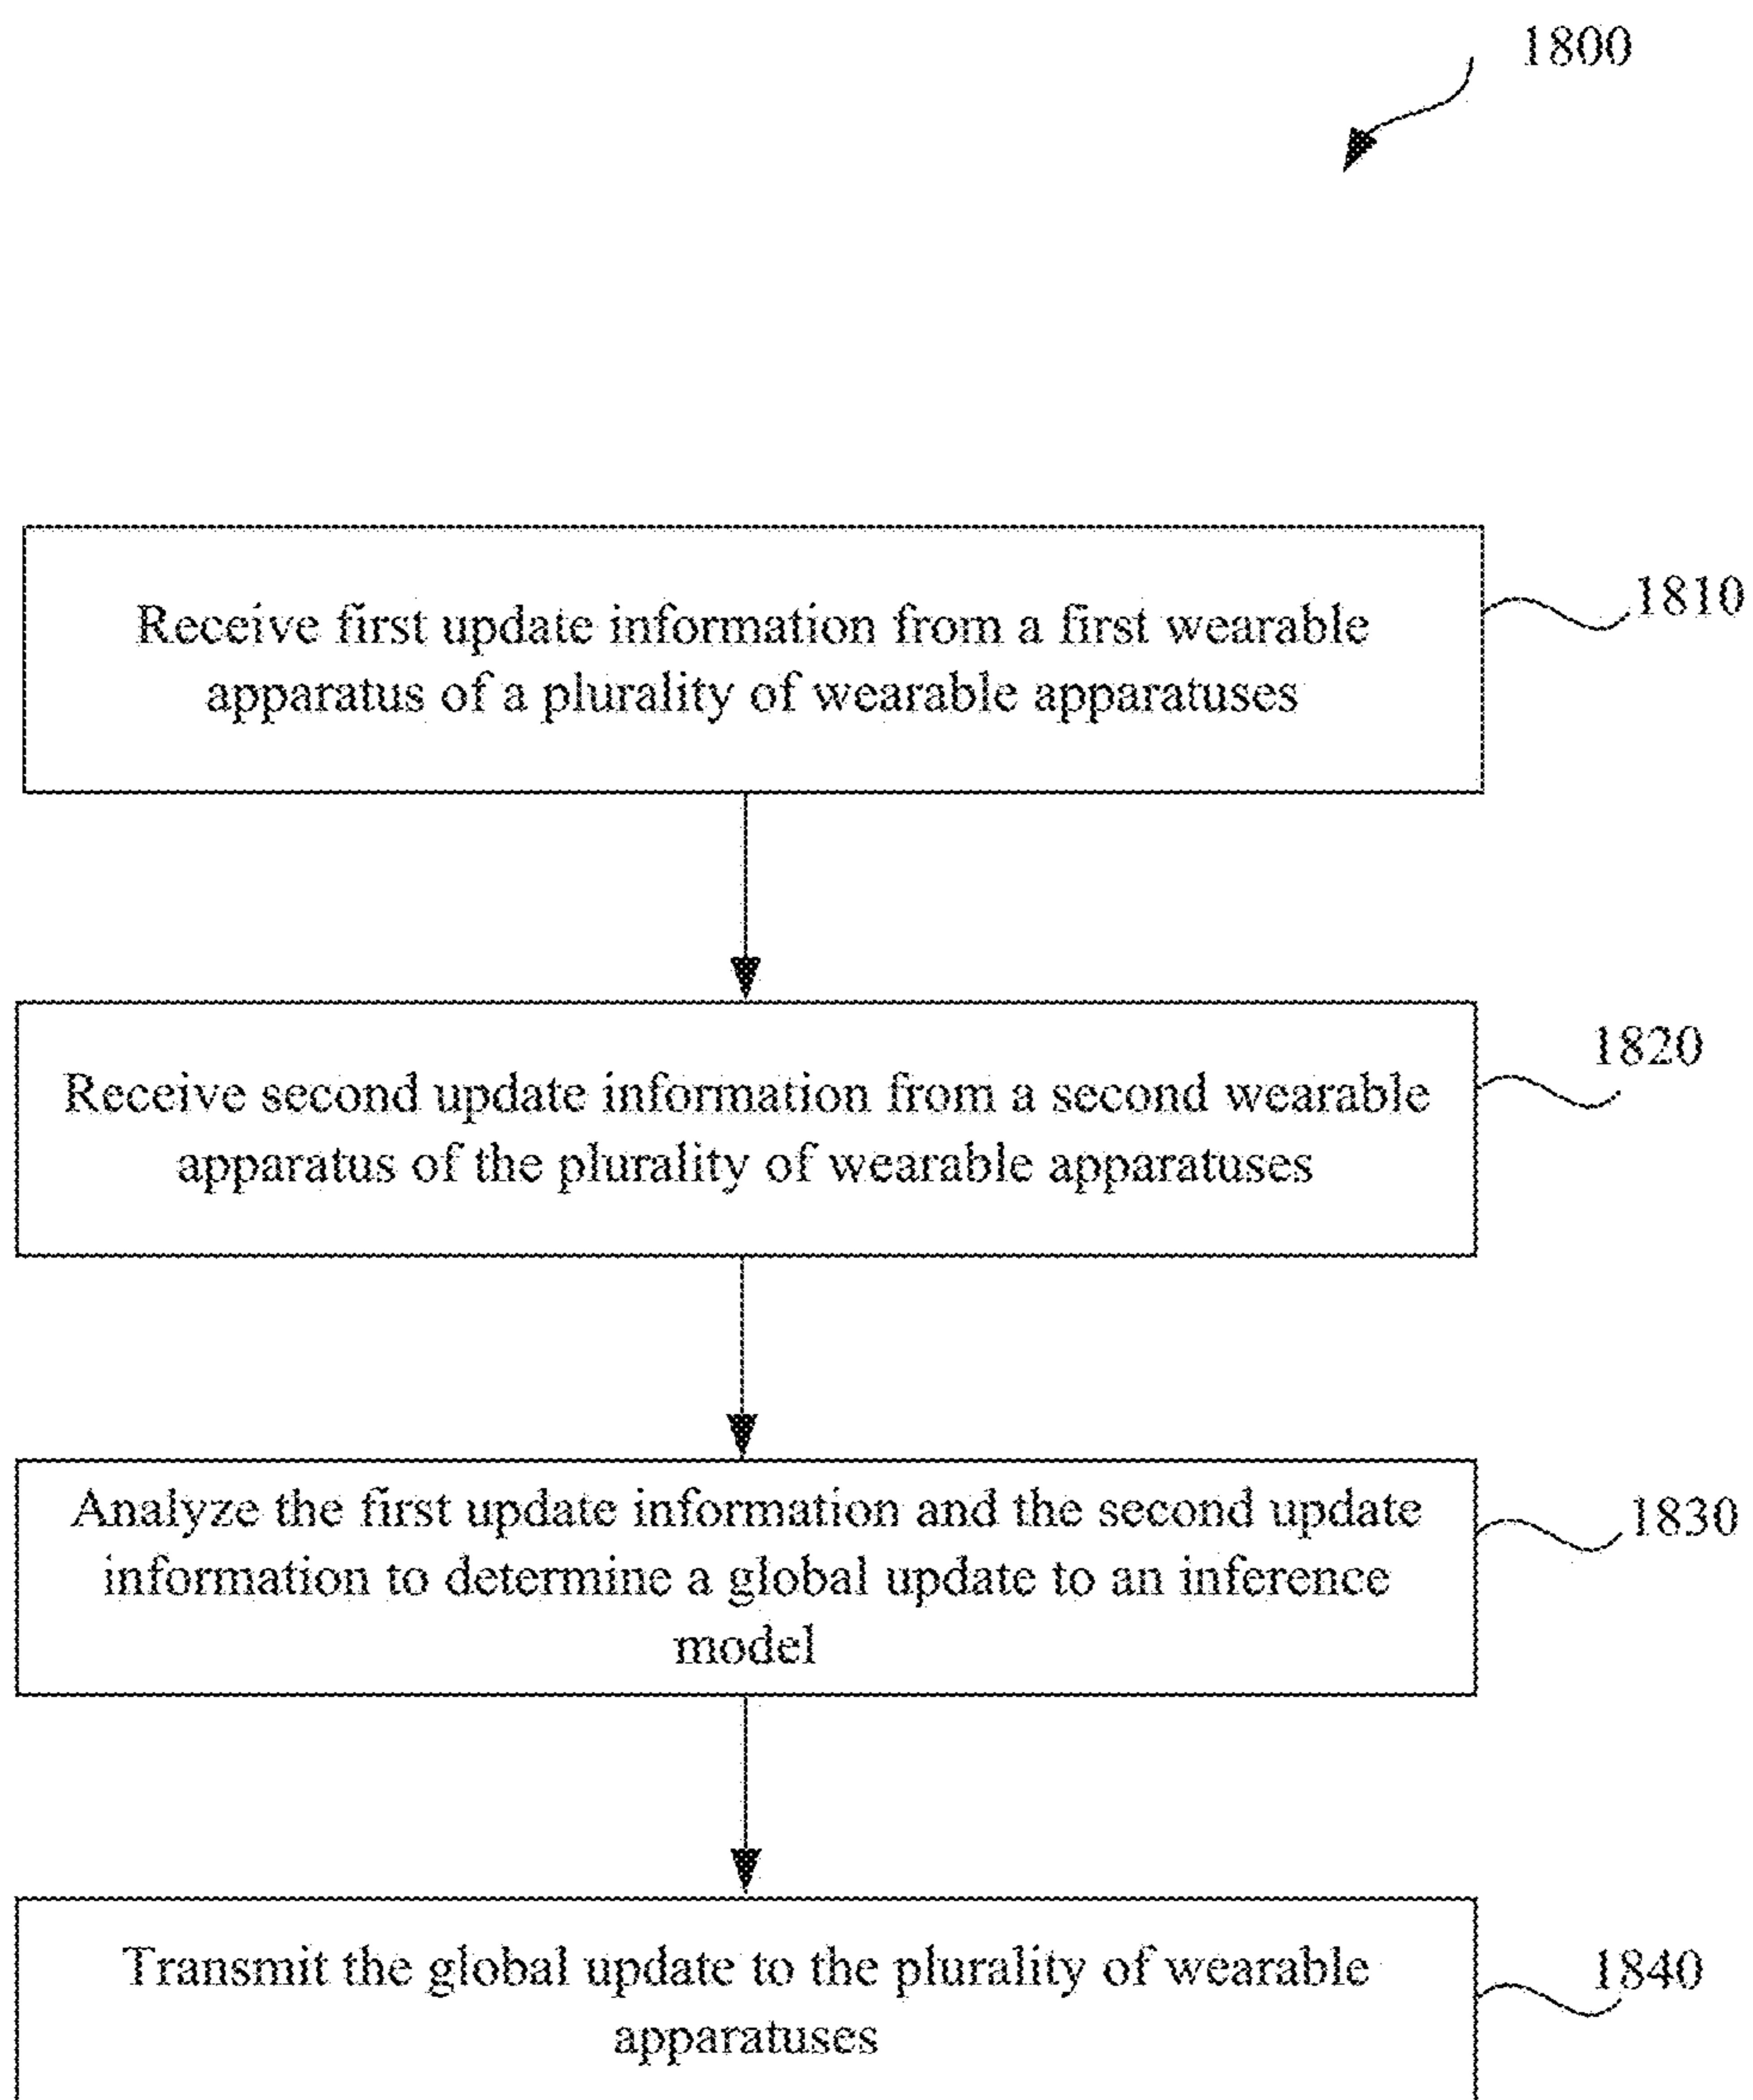 1800
Receive first update information from a first wearable
apparatus of a plurality of wearable apparatuses
1810
Receive second update information from a second wearable
apparatus of the plurality of wearable apparatuses
1820
Analyze the first update information and the second update
information to determine a global update to an inference
model
1830
Transmit the global update to the plurality of wearable
apparatuses
1840